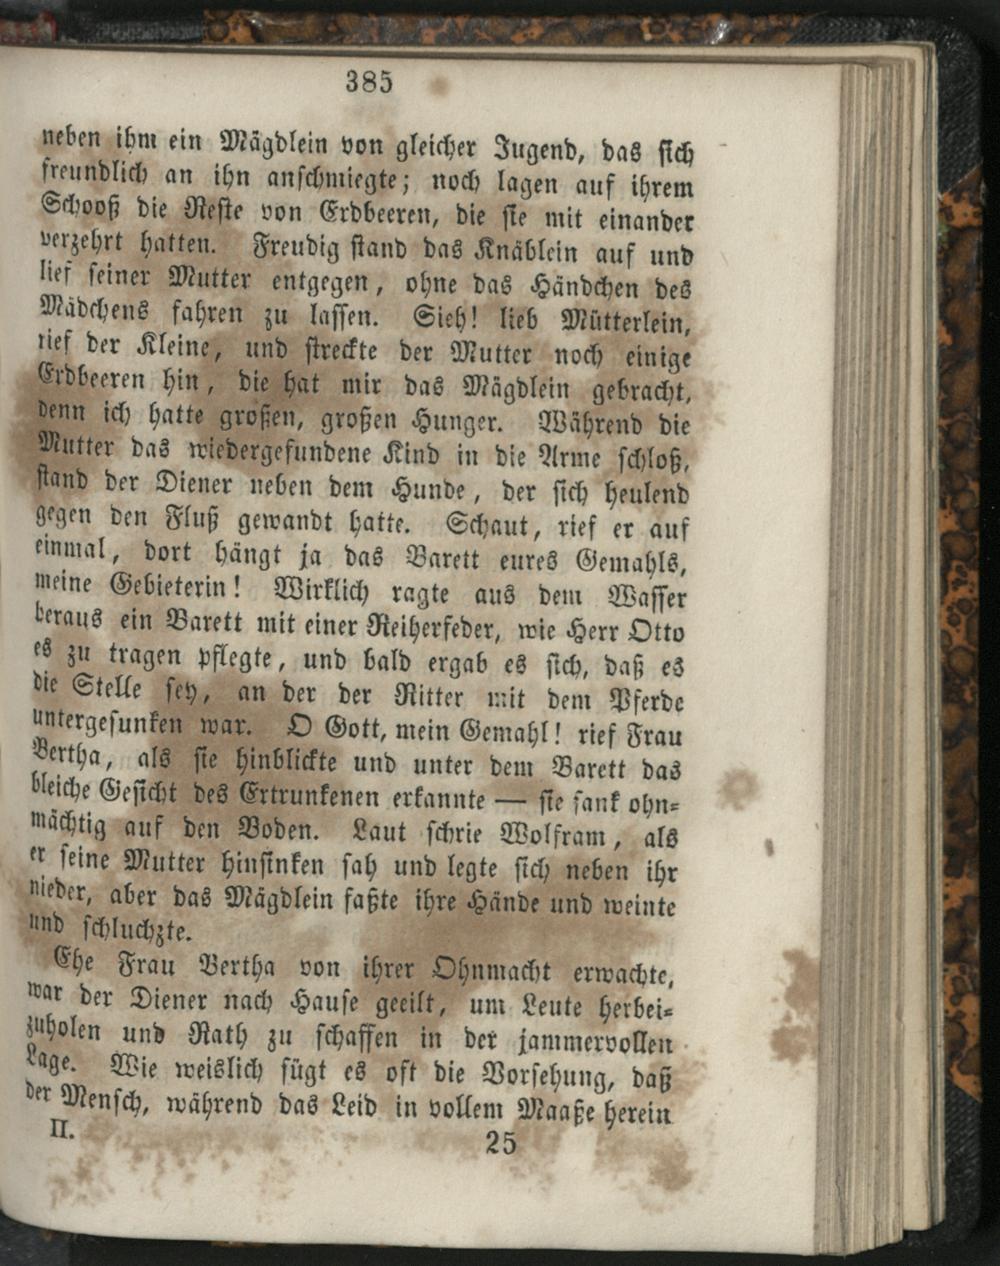 385
neben ihm ein Mägdlein von gleicher Jugend, das sich
freundlich an ihn anschmiegte; noch lagen auf ihrem
Schooß die Reste von Erdbeeren, die sie mit einander
verzehrt hatten. Freudig stand das Knäblein auf und
lief seiner Mutter entgegen, ohne das Händchen des
Mädchens fahren zu lassen. Sieh! lieb Mütterlein,
rief der Kleine, und streckte der Mutter noch einige
Erdbeeren hin, die hat mir das Mägdlein gebracht,
denn ich hatte großen, großen Hunger. Während die
Mutter das wiedergefundene Kind in die Arme schloß,
stand der Diener neben dem Hunde, der sich heulend
gegen den Fluß gewandt hatte. Schaut, rief er auf
einmal, dort hängt ja das Barett eures Gemahls,
meine Gebieterin! Wirklich ragte aus dem Wasser
heraus ein Barett mit einer Reiherfeder, wie Herr Otto
es zu tragen pflegte, und bald ergab es sich, daß es
die Stelle sey, an der der Ritter mit dem Pferde
untergesunken war. O Gott, mein Gemahl! rief Frau
Bertha, als sie hinblickte und unter dem Barett das
bleiche Gesicht des Ertrunkenen erkannte — sie sank ohn-
mächtig auf den Boden. Laut schrie Wolfram, als
er seine Mutter hinsinken sah und legte sich neben ihr
nieder, aber das Mägdlein faßte ihre Hände und weinte
und schluchzte.
Ehe Frau Bertha von ihrer Ohnmacht erwachte,
war der Diener nach Hause geeilt, um Leute herbei-
zuholen und Rath zu schaffen in der jammervollen
Lage. Wie weislich fügt es oft die Vorsehung, daß
der Mensch, während das Leid in vollem Maaße herein
II.
25